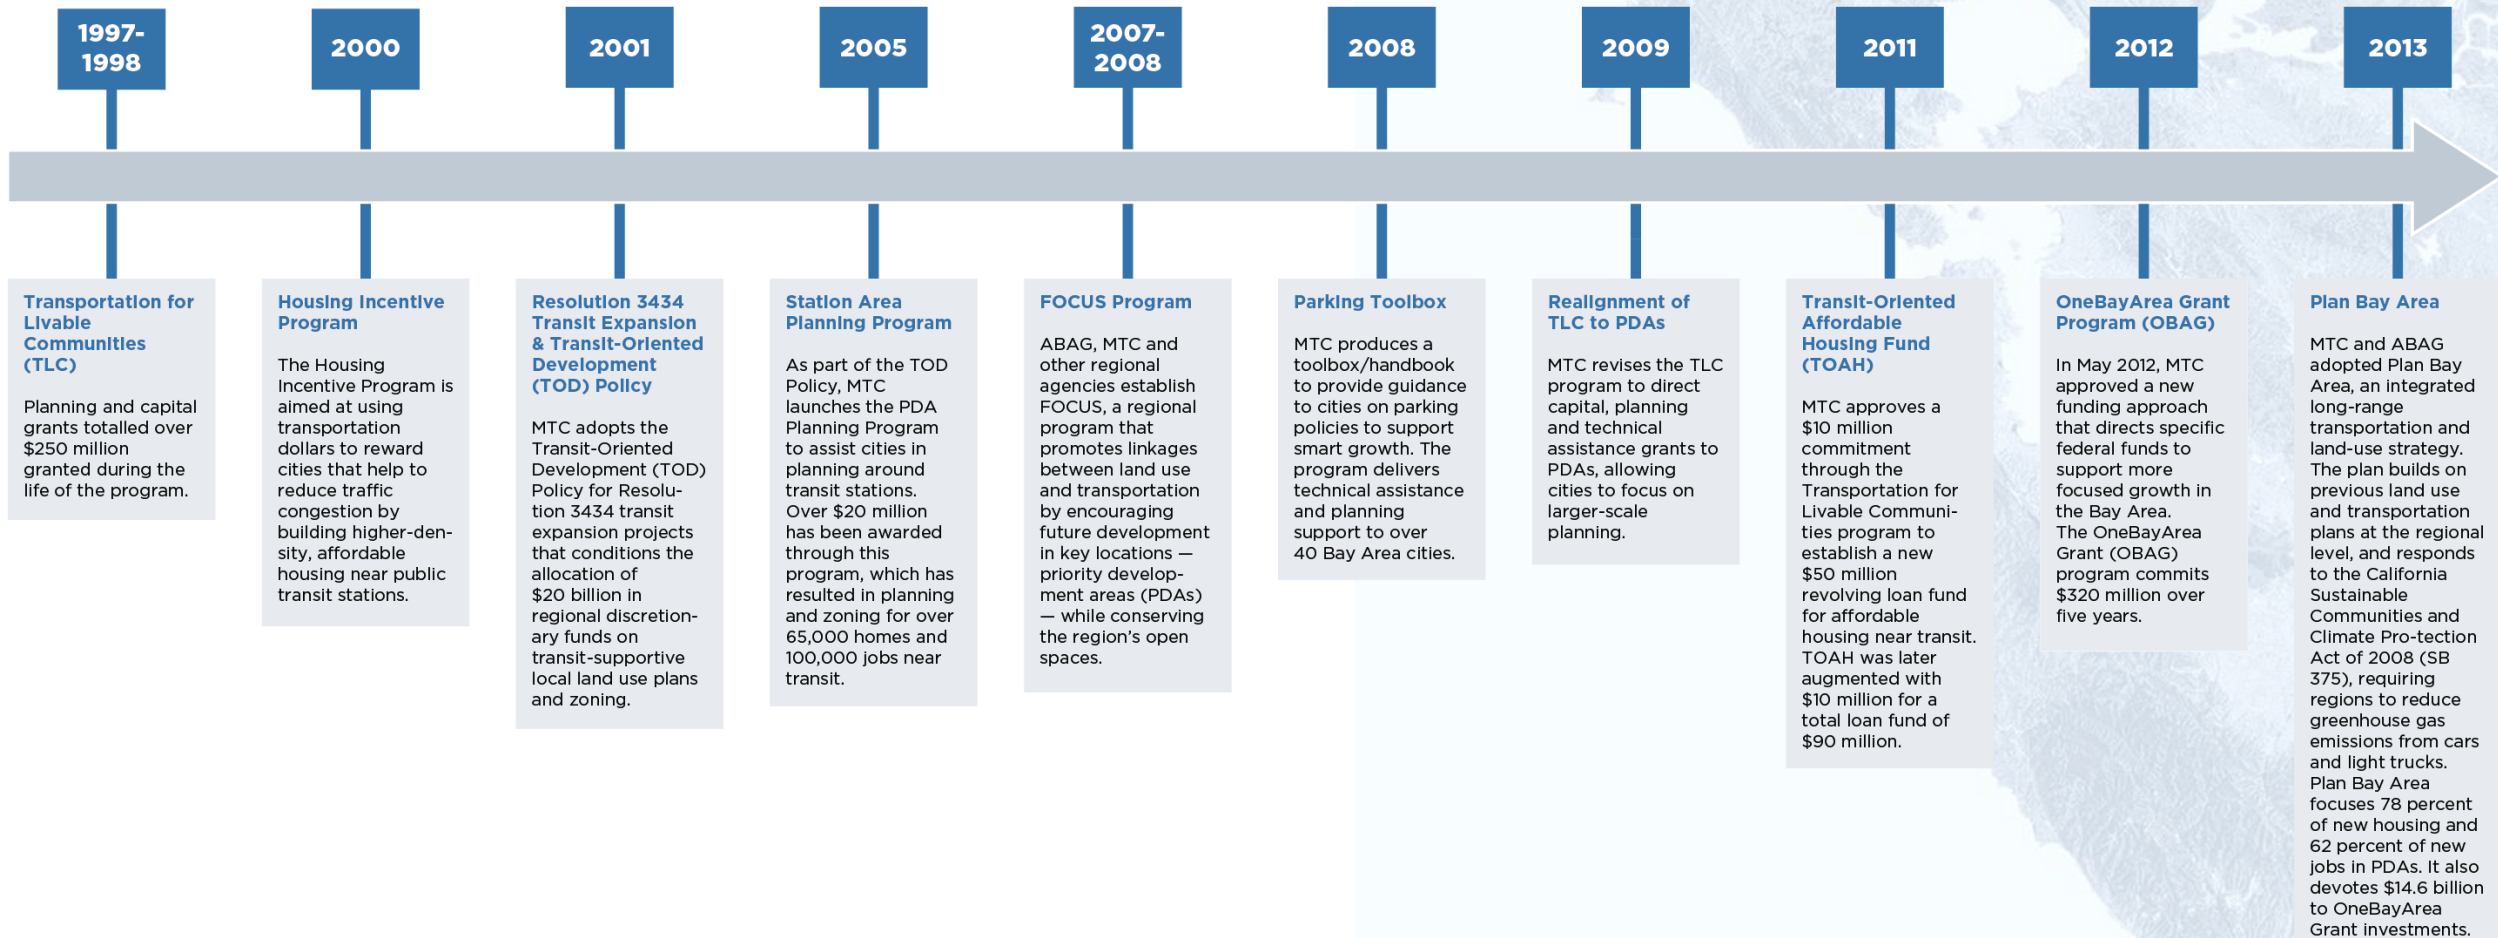 1997-
1998
2000
2001
2005
2007-
2008
2008
2009
2011
2012
2013
Transportation for
Livable
Communities
(TLC)
Planning and capital
grants totalled over
$250 million
granted during the
life of the program.
Housing Incentive
Program
The Housing
Incentive Program is
aimed at using
transportation
dollars to reward
cities that help to
reduce traffic
congestion by
building higher-den-
sity, affordable
housing near public
transit stations.
Resolution 3434
Transit Expansion
& Transit-Oriented
Development
(TOD) Policy
MTC adopts the
Transit-Oriented
Development (TOD)
Policy for Resolu-
tion 3434 transit
expansion projects
that conditions the
allocation of
$20 billion in
regional discretion-
ary funds on
transit-supportive
local land use plans
and zoning.
Station Area
Planning Program
As part of the TOD
Policy, MTC
launches the PDA
Planning Program
to assist cities in
planning around
transit stations.
Over $20 million
has been awarded
through this
program, which has
resulted in planning
and zoning for over
65,000 homes and
100,000 jobs near
transit.
FOCUS Program
ABAG, MTC and
other regional
agencies establish
FOCUS, a regional
program that
promotes linkages
between land use
and transportation
by encouraging
future development
in key locations —
priority develop-
ment areas (PDAs)
— while conserving
the region’s open
spaces.
Parking Toolbox
MTC produces a
toolbox/handbook
to provide guidance
to cities on parking
policies to support
smart growth. The
program delivers
technical assistance
and planning
support to over
40 Bay Area cities.
Realignment of
TLC to PDAs
MTC revises the TLC
program to direct
capital, planning
and technical
assistance grants to
PDAs, allowing
cities to focus on
larger-scale
planning.
Transit-Oriented
Affordable
Housing Fund
(TOAH)
MTC approves a
$10 million
commitment
through the
Transportation for
Livable Communi-
ties program to
establish a new
$50 million
revolving loan fund
for affordable
housing near transit.
TOAH was later
augmented with
$10 million for a
total loan fund of
$90 million.
OneBayArea Grant
Program (OBAG)
In May 2012, MTC
approved a new
funding approach
that directs specific
federal funds to
support more
focused growth in
the Bay Area.
The OneBayArea
Grant (OBAG)
program commits
$320 million over
five years.
Plan Bay Area
MTC and ABAG
adopted Plan Bay
Area, an integrated
long-range
transportation and
land-use strategy.
The plan builds on
previous land use
and transportation
plans at the regional
level, and responds
to the California
Sustainable
Communities and
Climate Pro-tection
Act of 2008 (SB
375), requiring
regions to reduce
greenhouse gas
emissions from cars
and light trucks.
Plan Bay Area
focuses 78 percent
of new housing and
62 percent of new
jobs in PDAs. It also
devotes $14.6 billion
to OneBayArea
Grant investments.